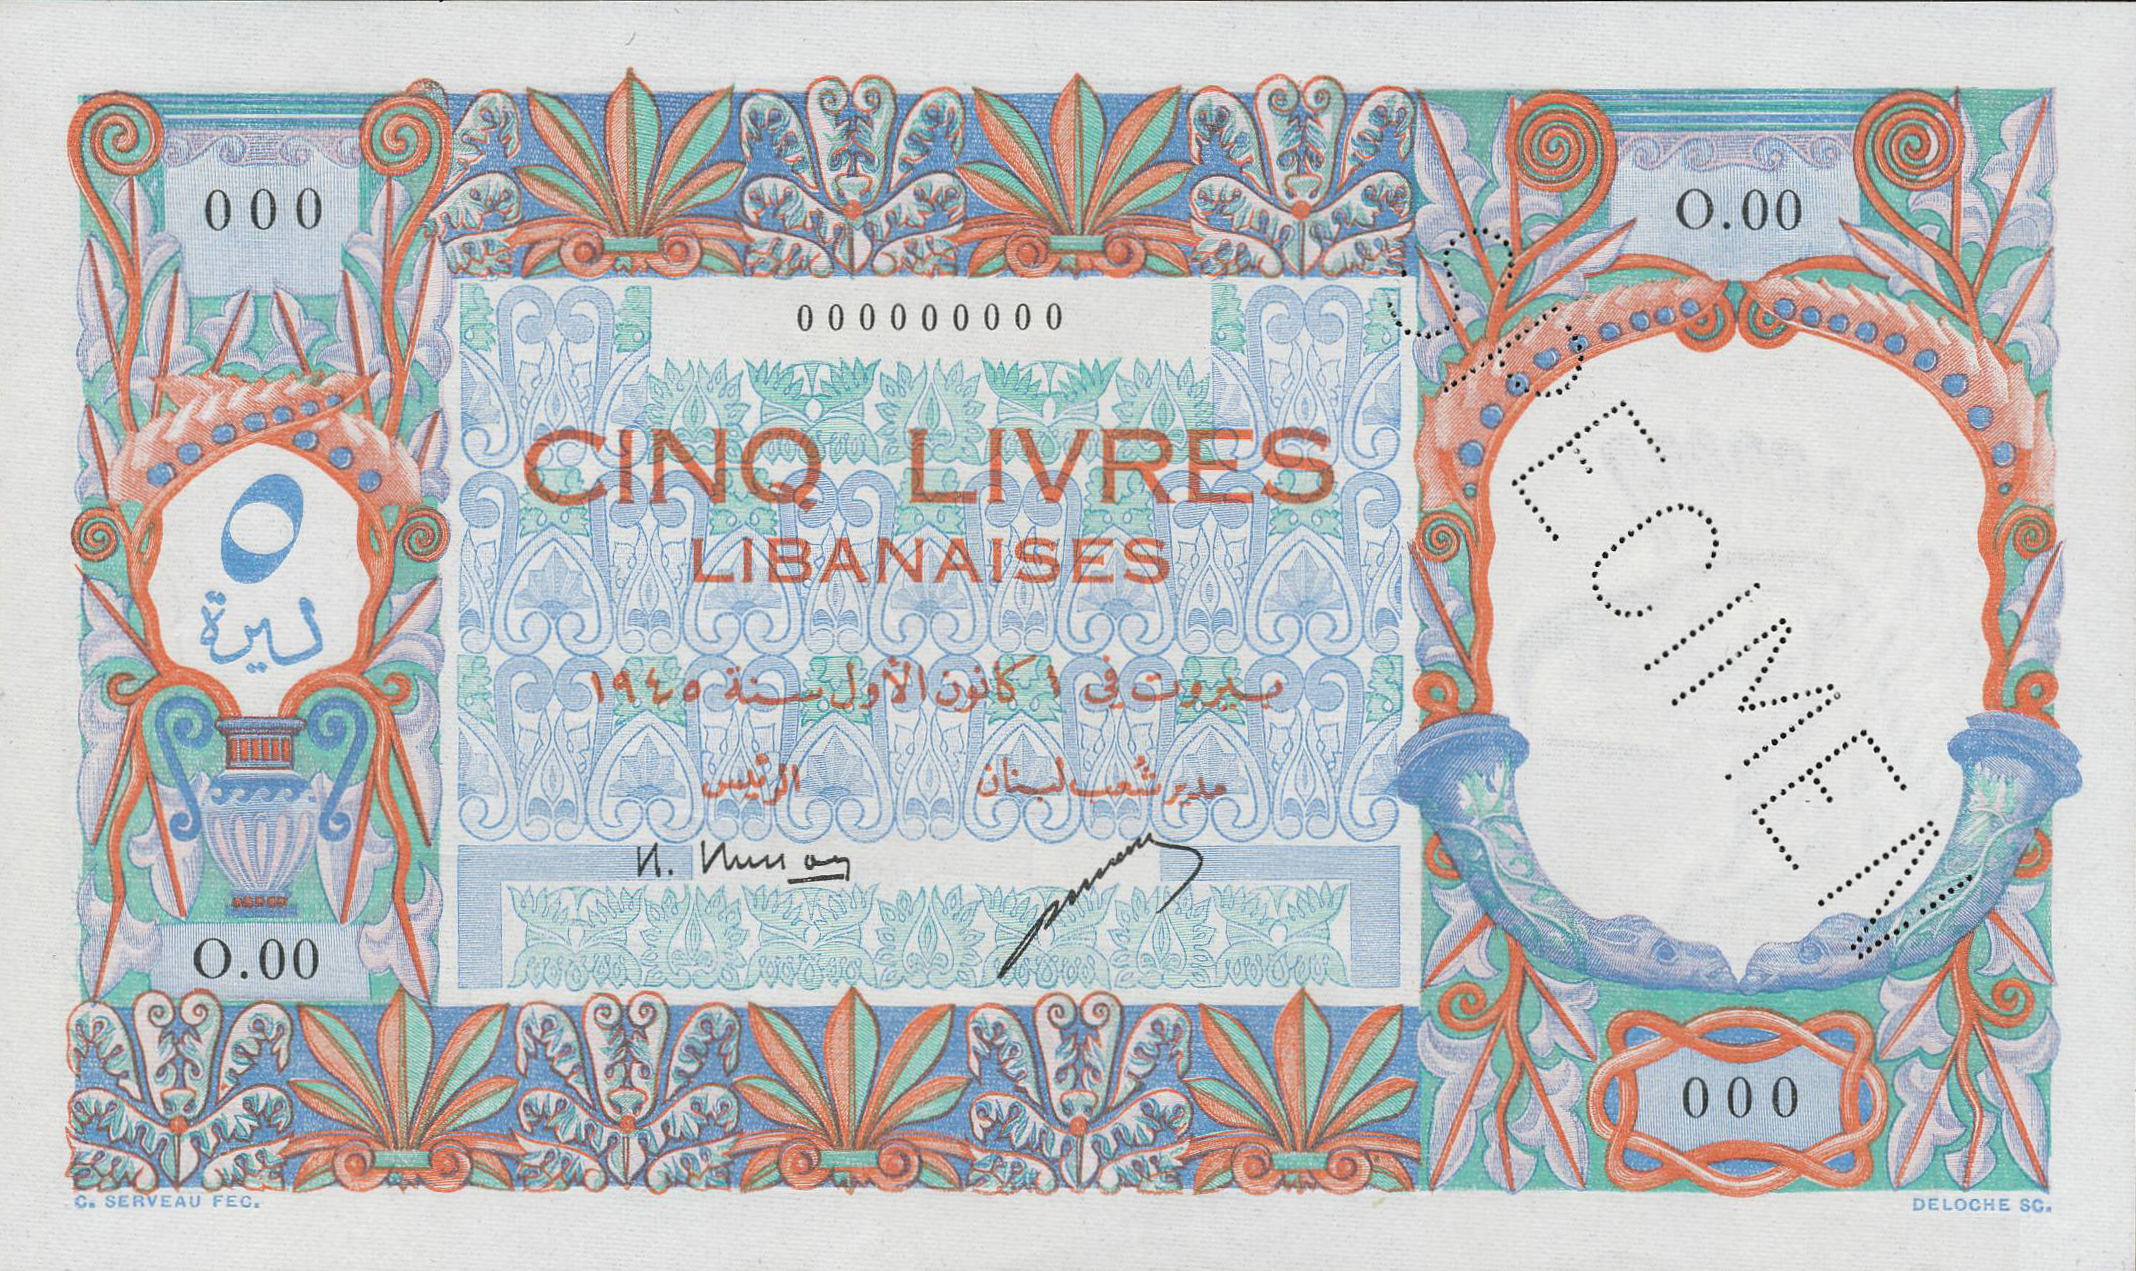 000
O.00
000000000
CINQ LIVRES
LIBANAISES
٥
ليرة
بيروت في ١ كانون الأول سنة ١٩٤٥
الرئيس
مدير شعب لبنان
O.00
000
SPECIMEN
C. SERVEAU FEC.
DELOCHE SC.